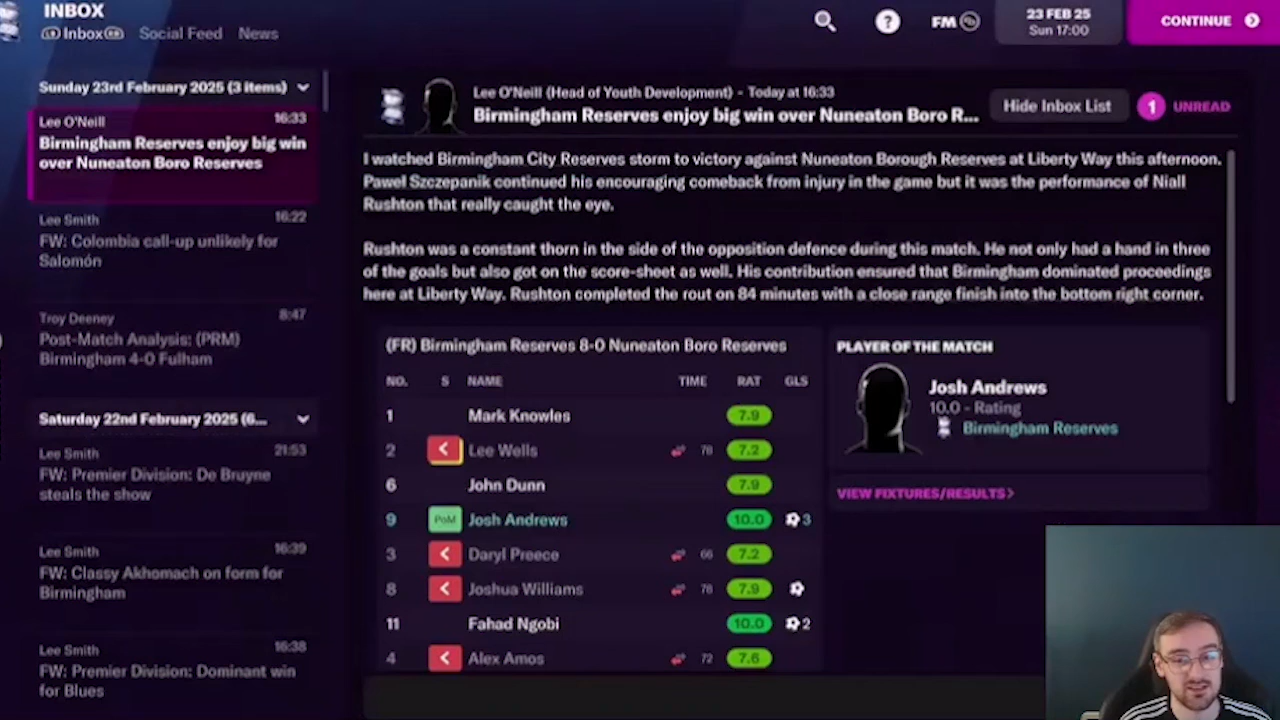 INBOX
Inbox
Social Feed
News
FM
23 FEB 25
Sun 17:00
CONTINUE
Sunday 23rd February 2025 (3 items)
Lee O'Neill
16:33
Birmingham Reserves enjoy big win
over Nuneaton Boro Reserves
Lee Smith
16:22
FW: Colombia call-up unlikely for
Salomón
Troy Deeney
8:47
Post-Match Analysis: (PRM)
Birmingham 4-0 Fulham
Saturday 22nd February 2025 (6...
Lee Smith
21:53
FW: Premier Division: De Bruyne
steals the show
Lee Smith
16:39
FW: Classy Akhomach on form for
Birmingham
Lee Smith
16:38
FW: Premier Division: Dominant win
for Blues
Lee O'Neill (Head of Youth Development) - Today at 16:33
Birmingham Reserves enjoy big win over Nuneaton Boro R...
Hide Inbox List
1 UNREAD
I watched Birmingham City Reserves storm to victory against Nuneaton Borough Reserves at Liberty Way this afternoon.
Pawel Szczepanik continued his encouraging comeback from injury in the game but it was the performance of Niall
Rushton that really caught the eye.
Rushton was a constant thorn in the side of the opposition defence during this match. He not only had a hand in three
of the goals but also got on the score-sheet as well. His contribution ensured that Birmingham dominated proceedings
here at Liberty Way. Rushton completed the rout on 84 minutes with a close range finish into the bottom right corner.
(FR) Birmingham Reserves 8-0 Nuneaton Boro Reserves
NO. S NAME TIME RAT GLS
1 Mark Knowles 7.9
2 Lee Wells 78 7.2
6 John Dunn 7.9
9 PoM Josh Andrews 10.0 3
3 Daryl Preece 66 7.2
8 Joshua Williams 78 7.9
11 Fahad Ngobi 10.0 2
4 Alex Amos 72 7.6
PLAYER OF THE MATCH
Josh Andrews
10.0 - Rating
Birmingham Reserves
VIEW FIXTURES/RESULTS>